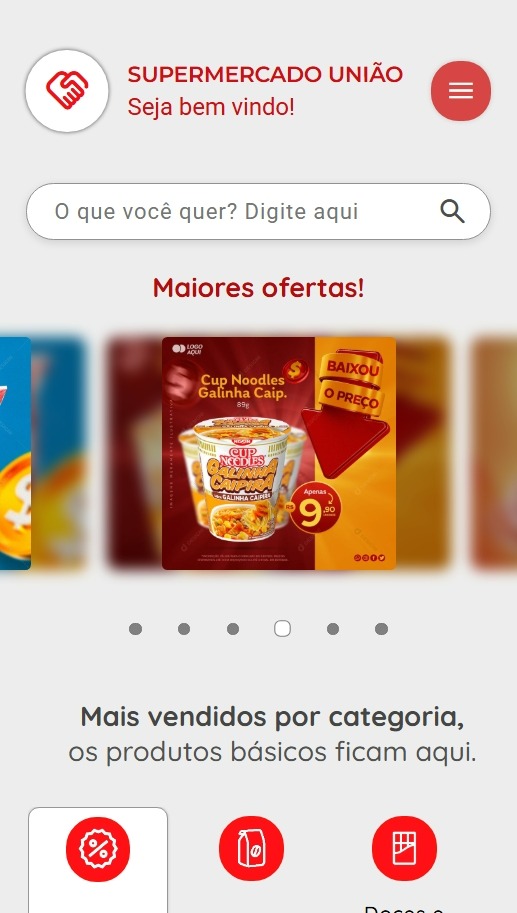 SUPERMERCADO UNIÃO
Seja bem vindo!
O que você quer? Digite aqui
Maiores ofertas!
LOGO
AQUI
Cup Noodles
Galinha Caip.
89g
BAIXOU
O PREÇO
NISSIN
CUP
NOODLES
GALINHA
CAIPIRA
Apenas
R$ 9,90
Mais vendidos por categoria,
os produtos básicos ficam aqui.